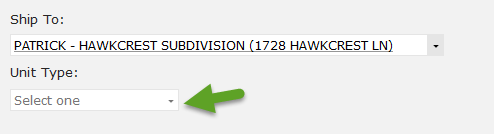 Ship To:
PATRICK - HAWKCREST SUBDIVISION (1728 HAWKCREST LN)
Unit Type:
Select one